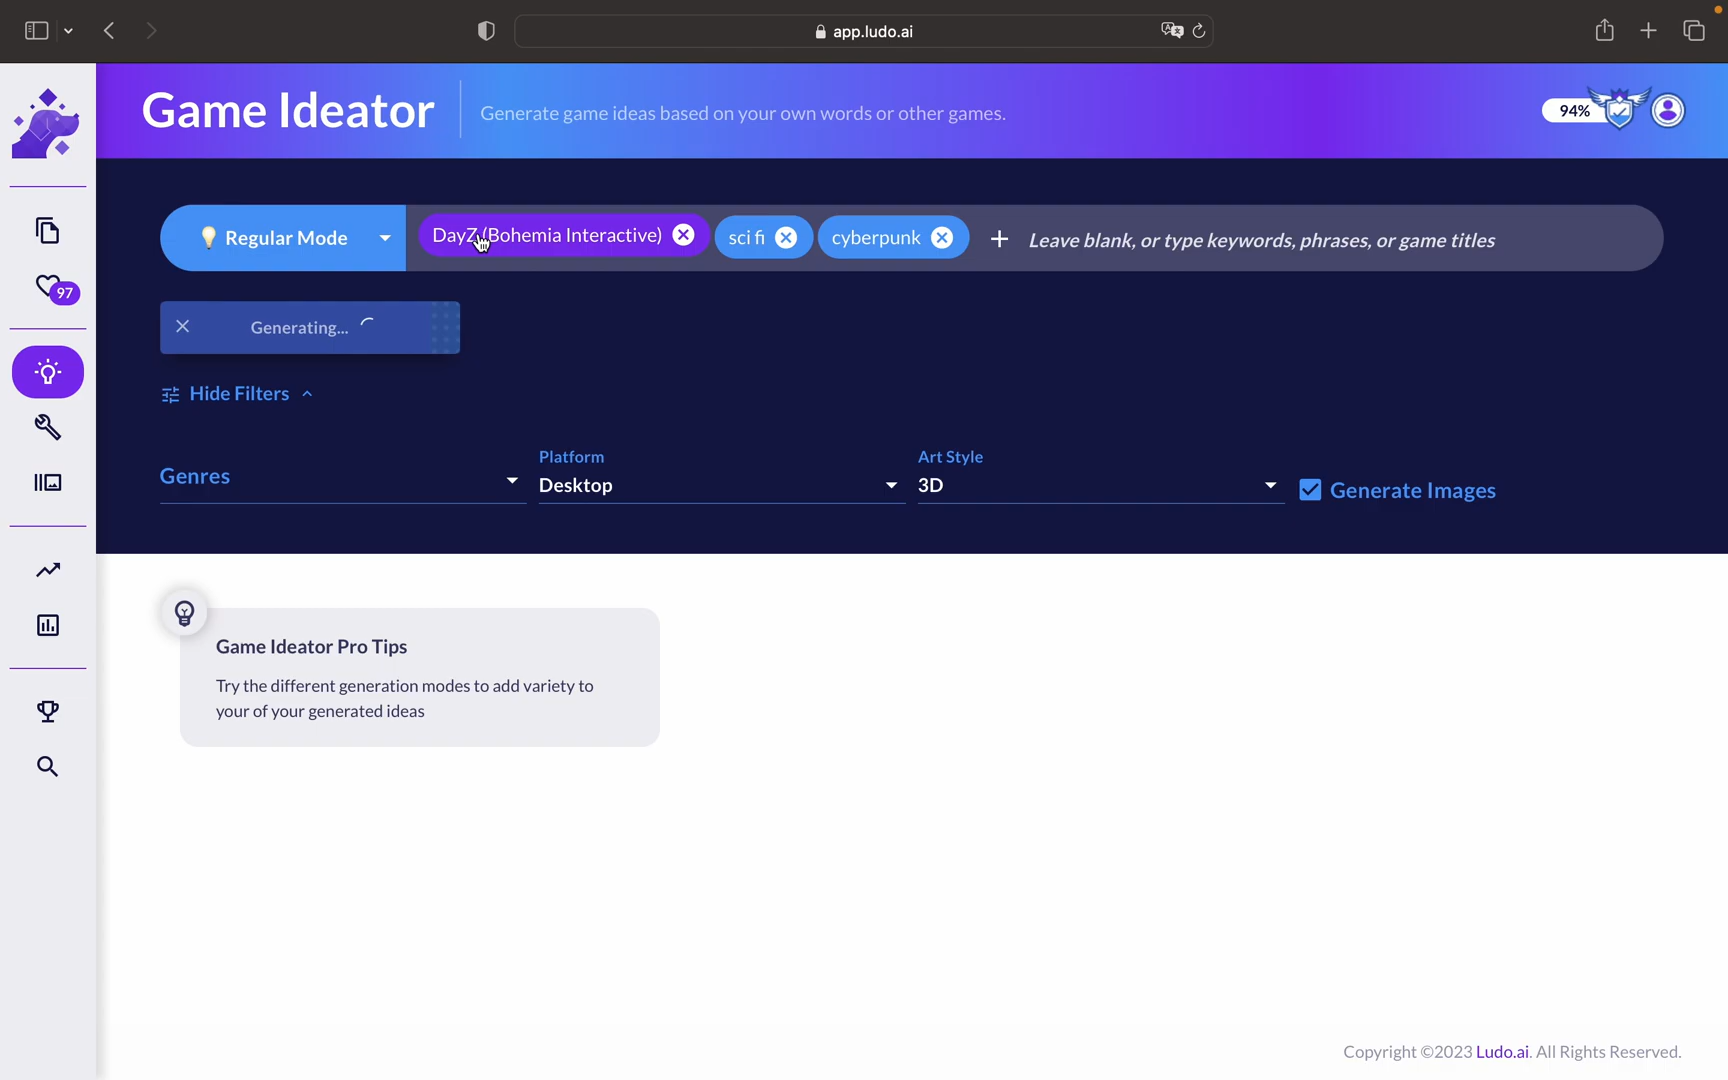 app.ludo.ai
Game Ideator
Generate game ideas based on your own words or other games.
94%
Regular Mode
DayZ (Bohemia Interactive)
sci fi
cyberpunk
Leave blank, or type keywords, phrases, or game titles
97
Generating...
Hide Filters
Genres
Platform
Desktop
Art Style
3D
Generate Images
Game Ideator Pro Tips
Try the different generation modes to add variety to
your of your generated ideas
Copyright ©2023 Ludo.ai. All Rights Reserved.